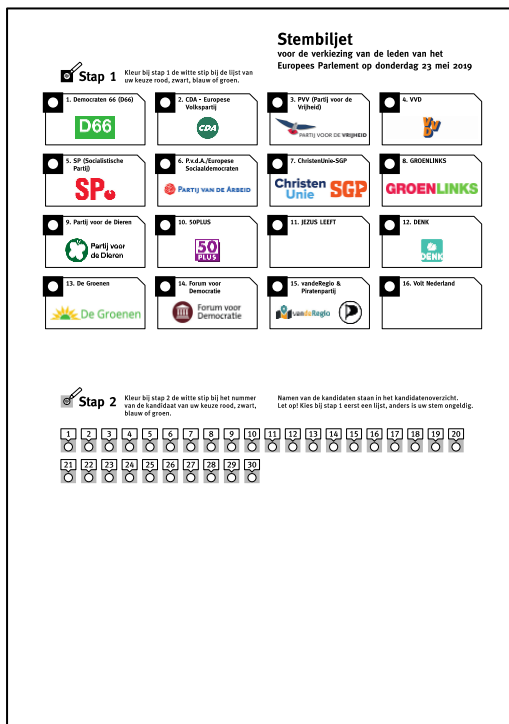 Stembiljet
voor de verkiezing van de leden van het
Europees Parlement op donderdag 23 mei 2019
Stap 1
Kleur bij stap 1 de witte stip bij de lijst van
uw keuze rood, zwart, blauw of groen.
1. Democraten 66 (D66)
D66
2. CDA - Europese
Volkspartij
CDA
3. PVV (Partij voor de
Vrijheid)
PARTIJ VOOR DE VRIJHEID
4. VVD
VVD
5. SP (Socialistische
Partij)
SP.
6. P.v.d.A./Europese
Sociaaldemocraten
PARTIJ VAN DE ARBEID
7. ChristenUnie-SGP
Christen
Unie
SGP
8. GROENLINKS
GROENLINKS
9. Partij voor de Dieren
Partij voor
de Dieren
10. 50PLUS
50
PLUS
11. JEZUS LEEFT
12. DENK
DENK
13. De Groenen
De Groenen
14. Forum voor
Democratie
Forum voor
Democratie
15. vandeRegio &
Piratenpartij
vandeRegio
16. Volt Nederland
Stap 2
Kleur bij stap 2 de witte stip bij het nummer
van de kandidaat van uw keuze rood, zwart,
blauw of groen.
Namen van de kandidaten staan in het kandidatenoverzicht.
Let op! Kies bij stap 1 eerst een lijst, anders is uw stem ongeldig.
1 2 3 4 5 6 7 8 9 10 11 12 13 14 15 16 17 18 19 20
21 22 23 24 25 26 27 28 29 30